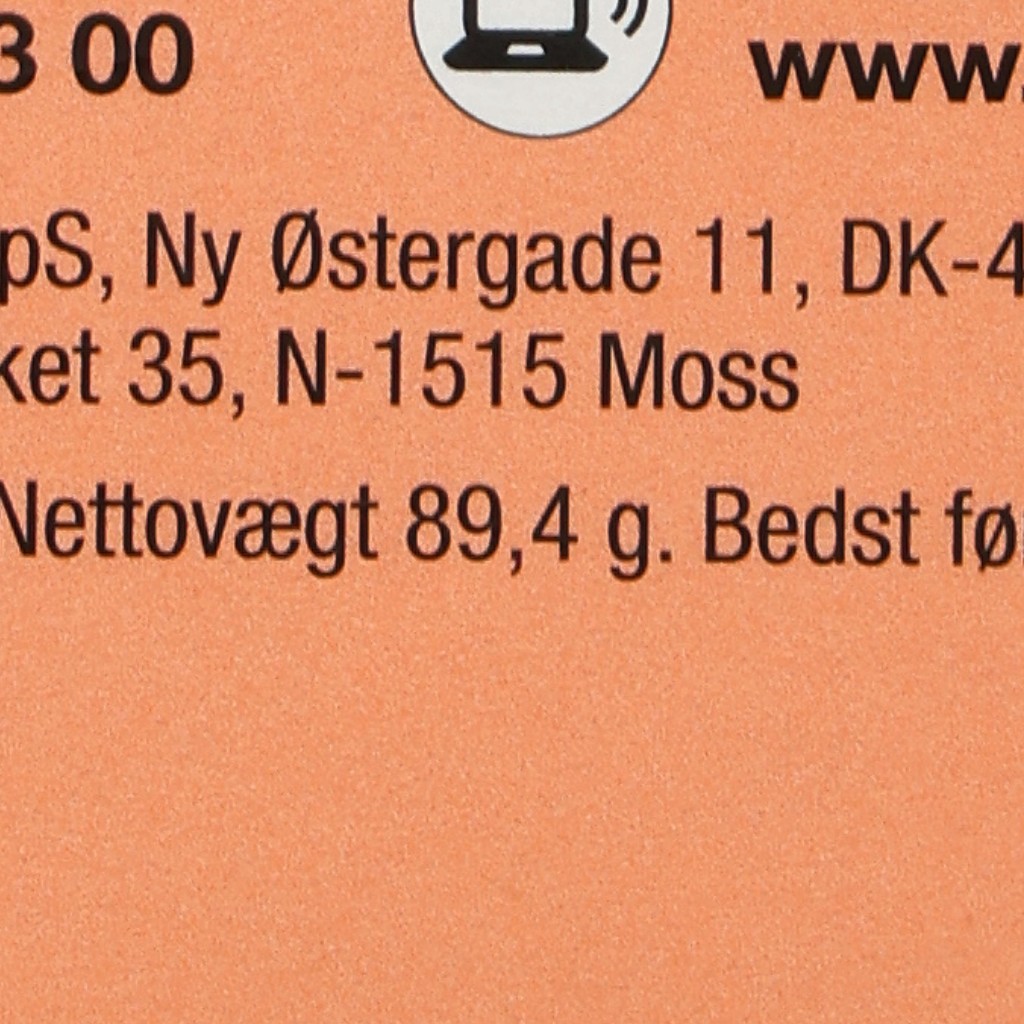 3 00 www.
pS, Ny Østergade 11, DK-4
ket 35, N-1515 Moss
Nettovægt 89,4 g. Bedst fø